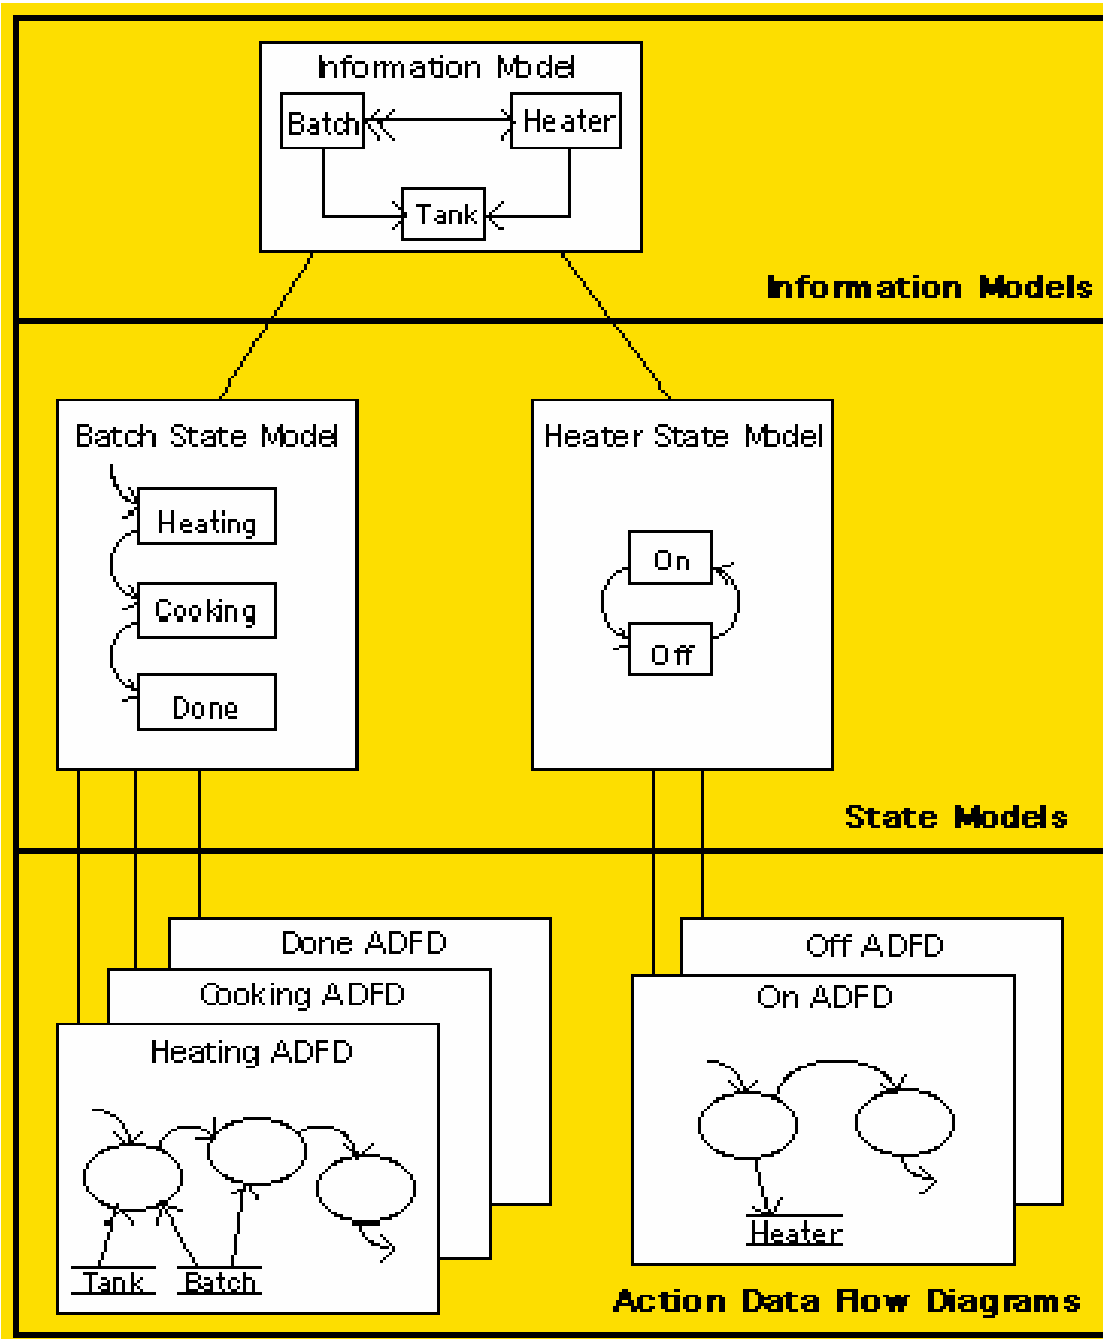 Information Model
Batch
Heater
Tank
Information Models
Batch State Model
Heating
Cooking
Done
Heater State Model
On
Off
State Models
Done ADFD
Cooking ADFD
Heating ADFD
Tank
Batch
Off ADFD
On ADFD
Heater
Action Data Flow Diagrams